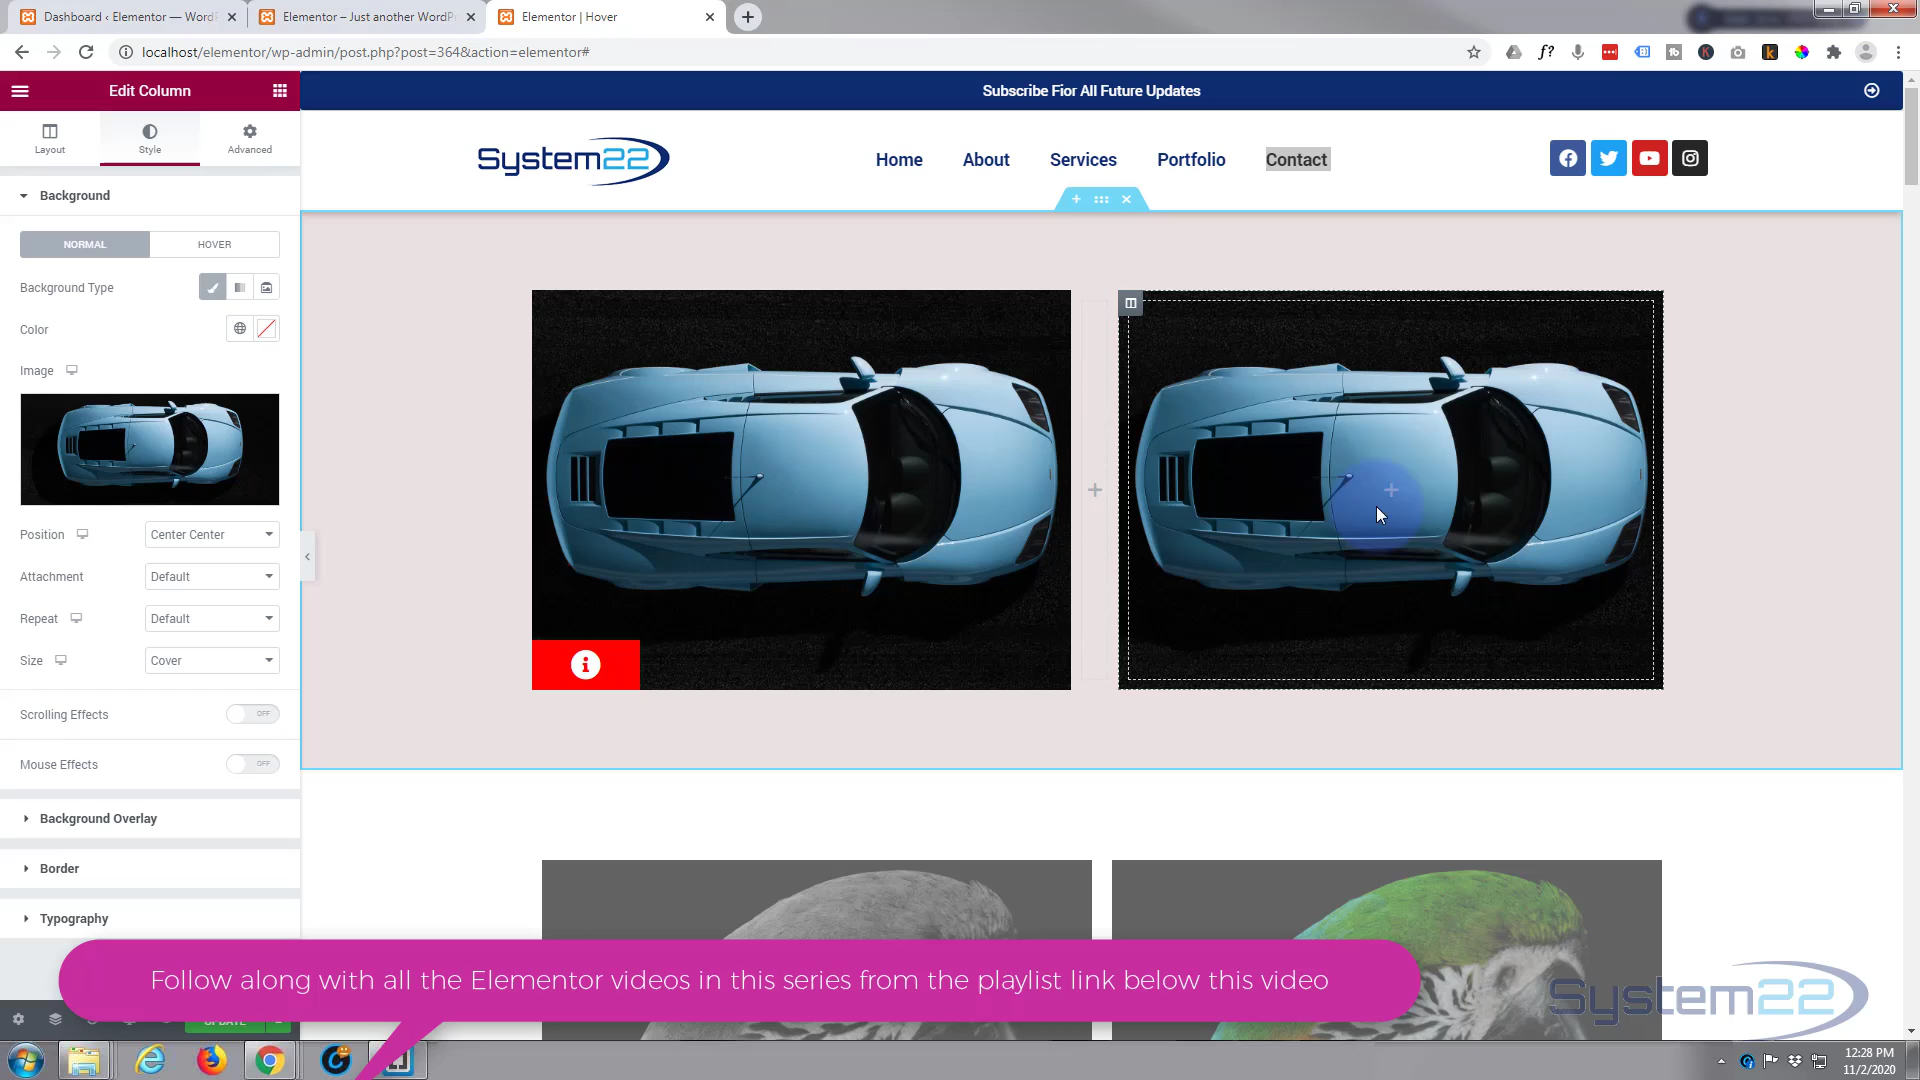 Dashboard ‹ Elementor — WordP
Elementor – Just another WordPr
Elementor | Hover
localhost/elementor/wp-admin/post.php?post=364&action=elementor#
Edit Column
Layout
Style
Advanced
Background
NORMAL
HOVER
Background Type
Color
Image
Position
Center Center
Attachment
Default
Repeat
Default
Size
Cover
Scrolling Effects
OFF
Mouse Effects
OFF
Background Overlay
Border
Typography
UPDATE
Subscribe Fior All Future Updates
System22
Home
About
Services
Portfolio
Contact
Follow along with all the Elementor videos in this series from the playlist link below this video
System22
12:28 PM
11/2/2020